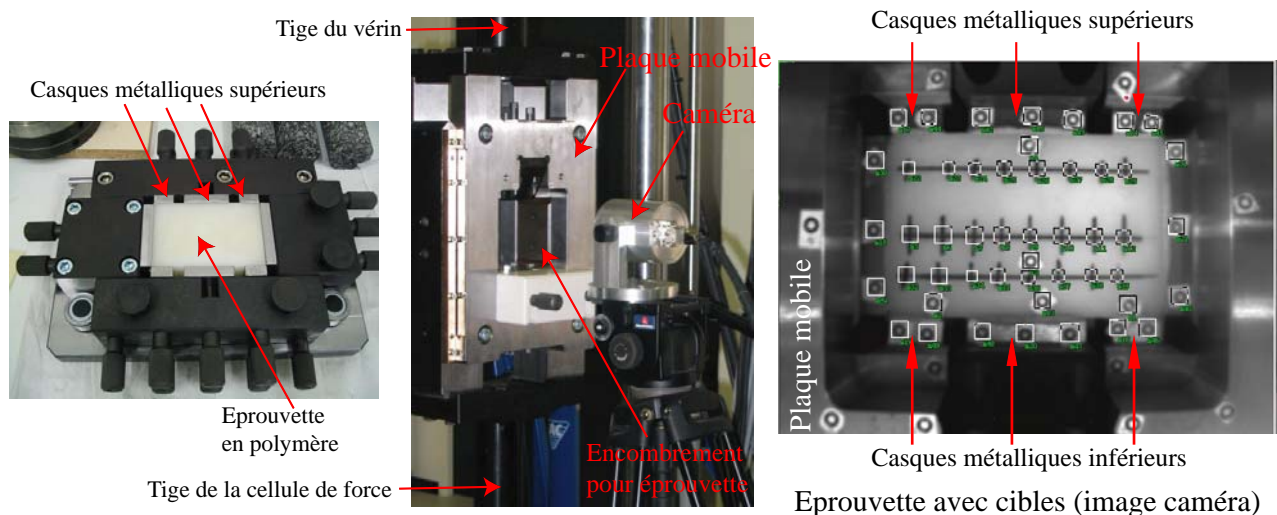 Casques métalliques supérieurs
Eprouvette
en polymère
Tige du vérin
Plaque mobile
Caméra
Encombrement
pour éprouvette
Tige de la cellule de force
Casques métalliques supérieurs
Plaque mobile
Casques métalliques inférieurs
Eprouvette avec cibles (image caméra)